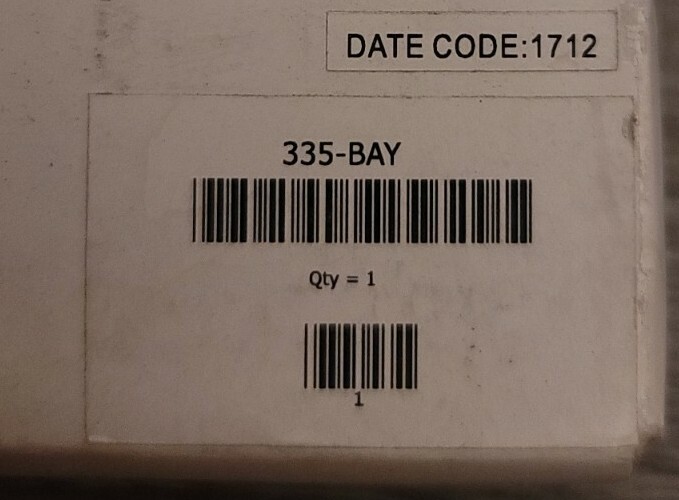 DATE CODE:1712
335-BAY
Qty = 1
1